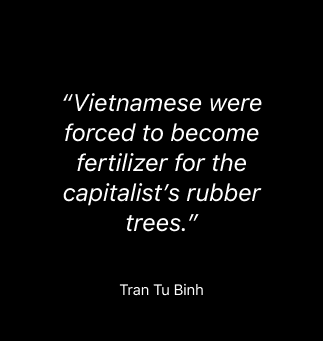 “Vietnamese were
forced to become
fertilizer for the
capitalist’s rubber
trees.”
Tran Tu Binh